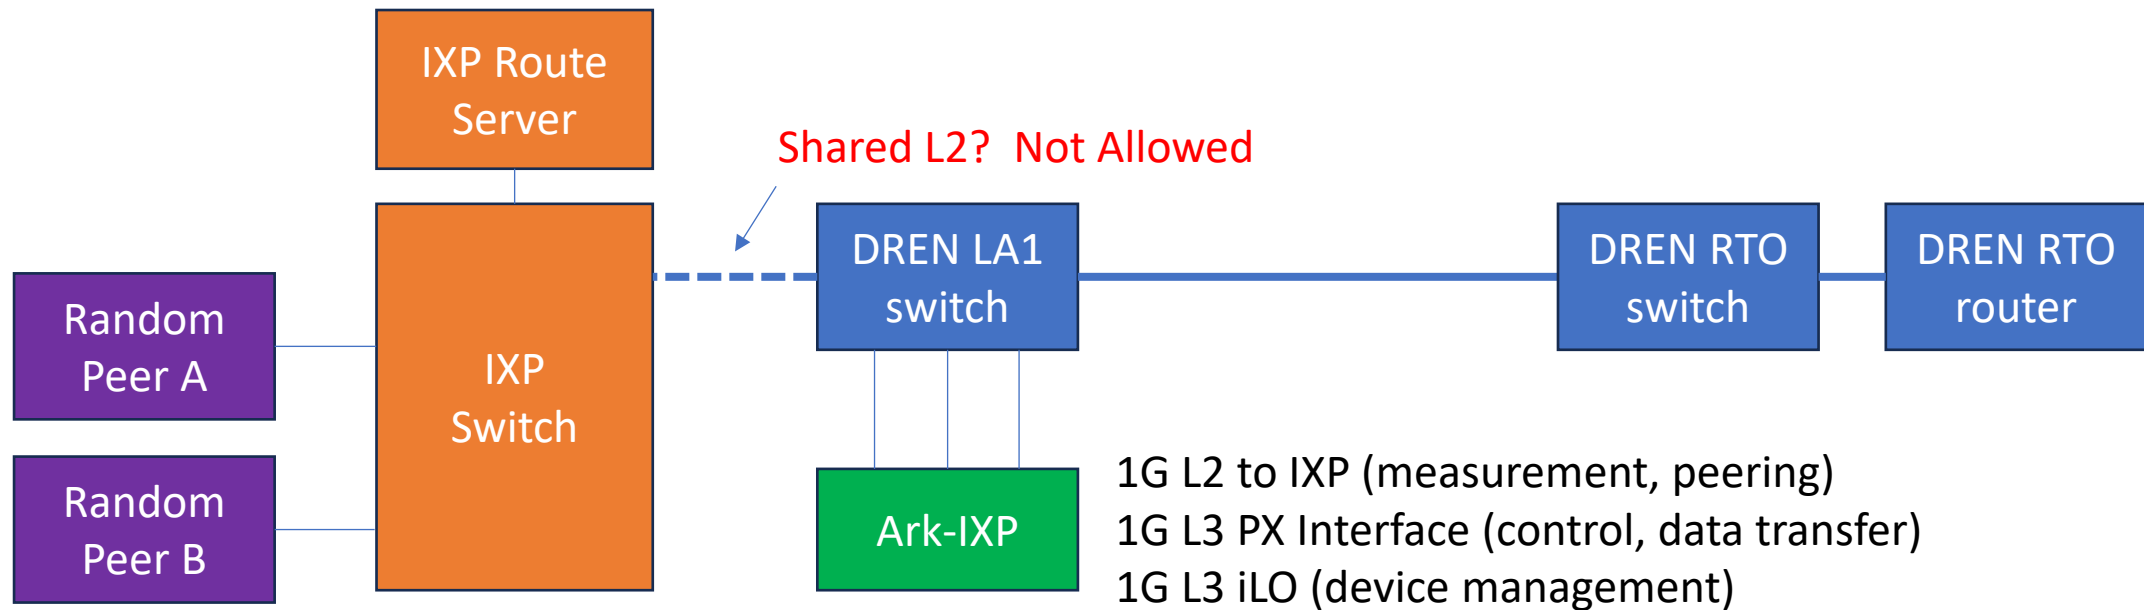 IXP Route
Server
Shared L2?  Not Allowed
DREN LA1
switch
DREN RTO
switch
DREN RTO
router
Random
Peer A
IXP
Switch
Random
Peer B
Ark-IXP
1G L2 to IXP (measurement, peering)
1G L3 PX Interface (control, data transfer)
1G L3 iLO (device management)